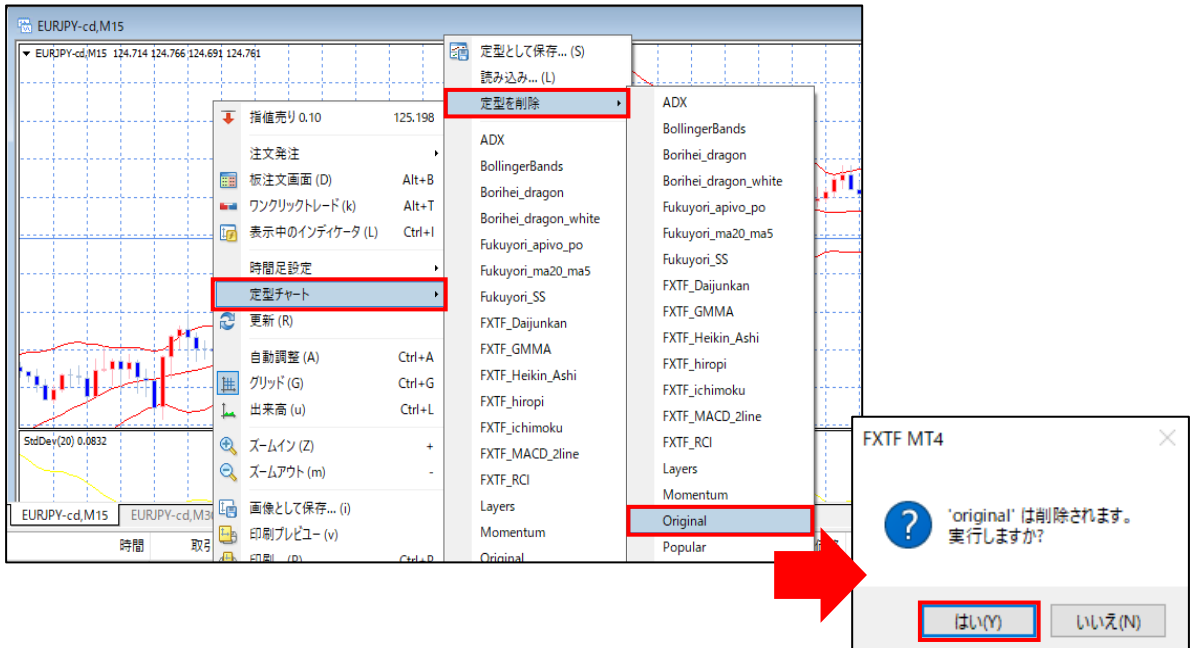 EURJPY-cd,M15
EURJPY-cd,M15 124.714 124.766 124.691 124.761
指値売り 0.10 125.198
注文発注
板注文画面 (D) Alt+B
ワンクリックトレード (k) Alt+T
表示中のインディケータ (L) Ctrl+I
時間足設定
定型チャート
更新 (R)
自動調整 (A) Ctrl+A
グリッド (G) Ctrl+G
出来高 (u) Ctrl+L
ズームイン (Z) +
ズームアウト (m) -
画像として保存... (i)
印刷プレビュー (v)
印刷... (P) Ctrl+P
定型として保存... (S)
読み込み... (L)
定型を削除
ADX
BollingerBands
Borihei_dragon
Borihei_dragon_white
Fukuyori_apivo_po
Fukuyori_ma20_ma5
Fukuyori_SS
FXTF_Daijunkan
FXTF_GMMA
FXTF_Heikin_Ashi
FXTF_hiropi
FXTF_ichimoku
FXTF_MACD_2line
FXTF_RCI
Layers
Momentum
Original
ADX
BollingerBands
Borihei_dragon
Borihei_dragon_white
Fukuyori_apivo_po
Fukuyori_ma20_ma5
Fukuyori_SS
FXTF_Daijunkan
FXTF_GMMA
FXTF_Heikin_Ashi
FXTF_hiropi
FXTF_ichimoku
FXTF_MACD_2line
FXTF_RCI
Layers
Momentum
Original
Popular
StdDev(20) 0.0832
EURJPY-cd,M15
EURJPY-cd,M3
時間
取引
FXTF MT4
'original' は削除されます。
実行しますか?
はい(Y)
いいえ(N)